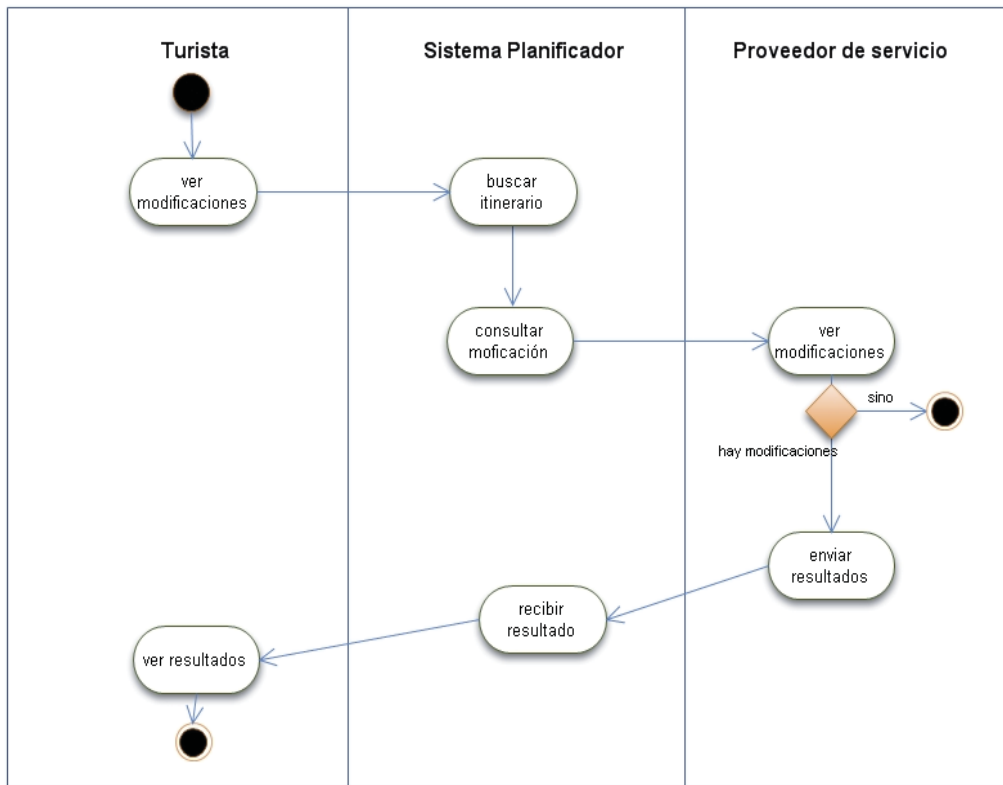 Turista
Sistema Planificador
Proveedor de servicio
ver
modificaciones
buscar
itinerario
consultar
moficación
ver
modificaciones
sino
hay modificaciones
enviar
resultados
recibir
resultado
ver resultados